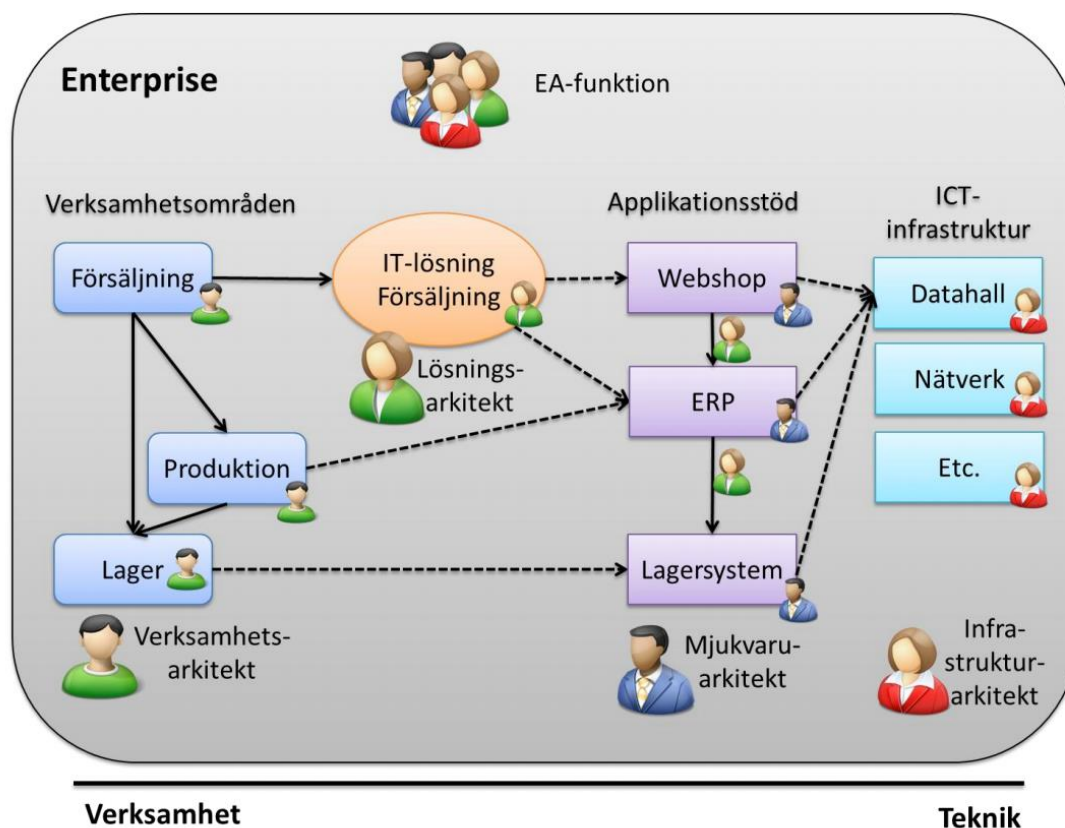 Enterprise
EA-funktion
Verksamhetsområden
Applikationsstöd
ICT-
infrastruktur
Försäljning
IT-lösning
Försäljning
Webshop
Datahall
Lösnings-
arkitekt
ERP
Nätverk
Produktion
Etc.
Lager
Lagersystem
Verksamhets-
arkitekt
Mjukvaru-
arkitekt
Infra-
struktur-
arkitekt
Verksamhet
Teknik